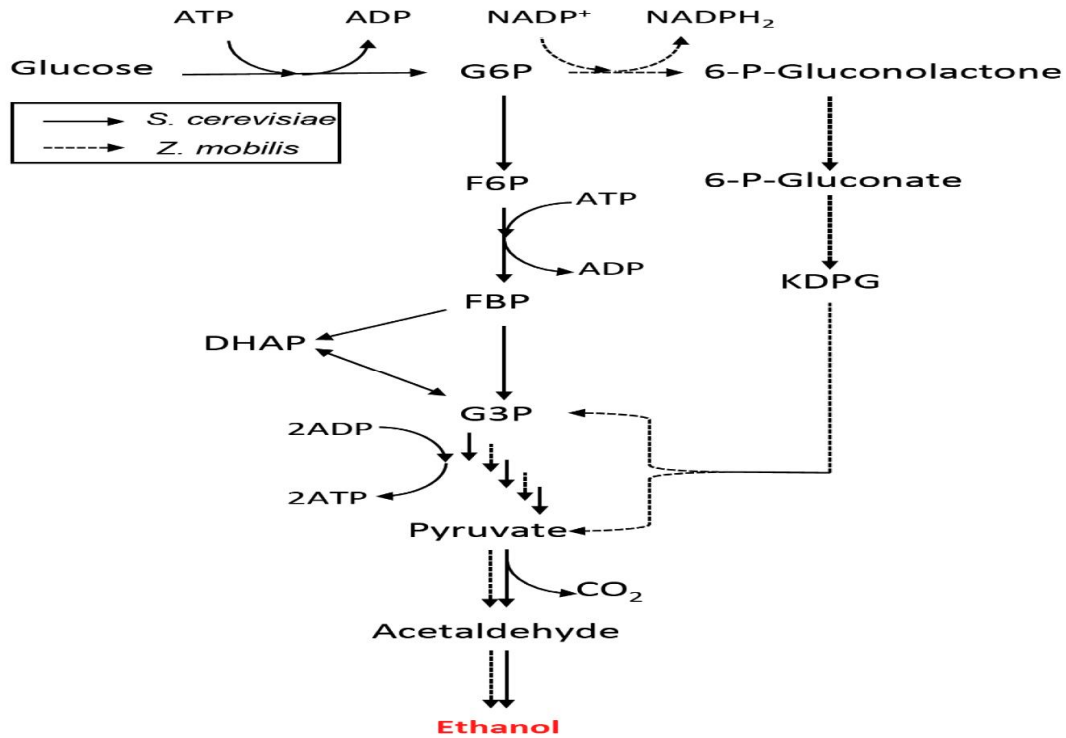 ATP ADP NADP⁺ NADPH₂
Glucose G6P 6-P-Gluconolactone
S. cerevisiae
Z. mobilis
F6P 6-P-Gluconate
ATP
ADP
FBP KDPG
DHAP
G3P
2ADP
2ATP
Pyruvate
CO₂
Acetaldehyde
Ethanol